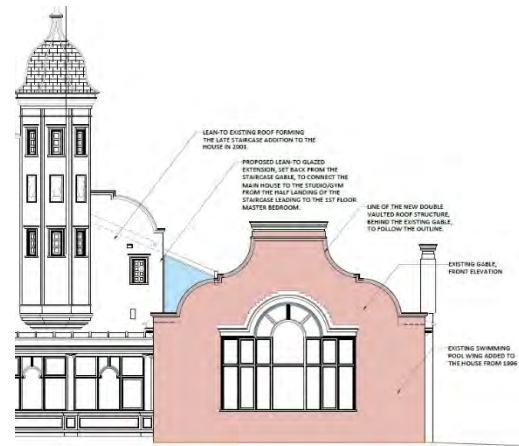 LEAN-TO EXISTING ROOF FORMING
THE LATE STAIRCASE ADDITION TO THE
HOUSE IN 2003.
PROPOSED LEAN-TO GLAZED
EXTENSION, SET BACK FROM THE
STAIRCASE GABLE, TO CONNECT THE
MAIN HOUSE TO THE STUDIO/GYM
FROM THE HALF LANDING OF THE
STAIRCASE LEADING TO THE 1ST FLOOR
MASTER BEDROOM.
LINE OF THE NEW DOUBLE
VAULTED ROOF STRUCTURE,
BEHIND THE EXISTING GABLE,
TO FOLLOW THE OUTLINE.
EXISTING GABLE,
FRONT ELEVATION
EXISTING SWIMMING
POOL WING ADDED TO
THE HOUSE FROM 1996